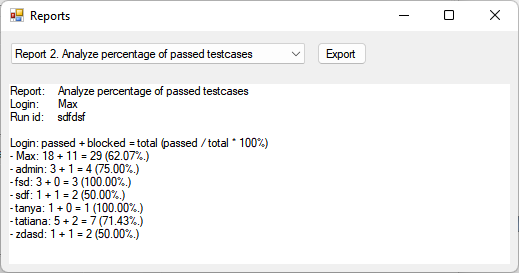 Reports
Report 2. Analyze percentage of passed testcases
Export
Report: Analyze percentage of passed testcases
Login: Max
Run id: sdfdsf
Login: passed + blocked = total (passed / total * 100%)
- Max: 18 + 11 = 29 (62.07%.)
- admin: 3 + 1 = 4 (75.00%.)
- fsd: 3 + 0 = 3 (100.00%.)
- sdf: 1 + 1 = 2 (50.00%.)
- tanya: 1 + 0 = 1 (100.00%.)
- tatiana: 5 + 2 = 7 (71.43%.)
- zdasd: 1 + 1 = 2 (50.00%.)